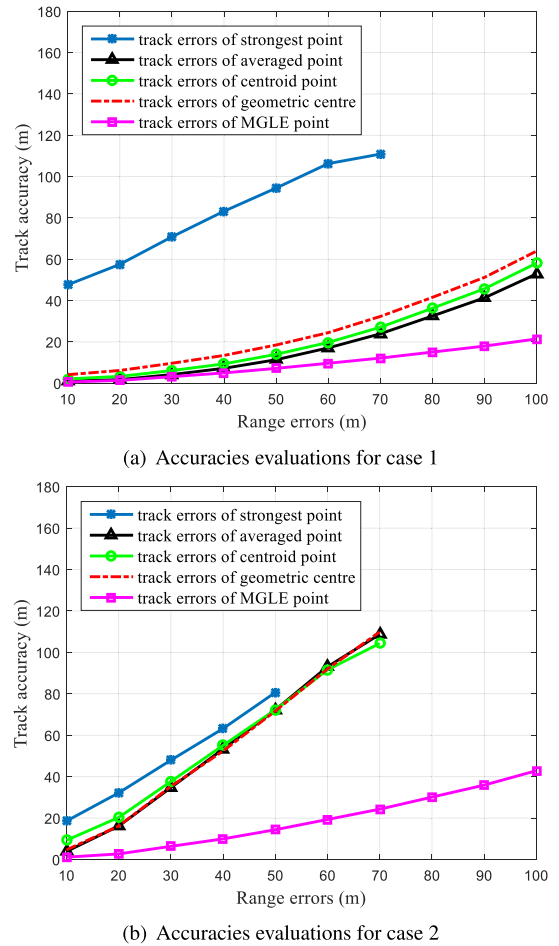 180
160
140
120
100
80
60
40
20
0
Track accuracy (m)
track errors of strongest point
track errors of averaged point
track errors of centroid point
track errors of geometric centre
track errors of MGLE point
10 20 30 40 50 60 70 80 90 100
Range errors (m)
(a) Accuracies evaluations for case 1
180
160
140
120
100
80
60
40
20
0
Track accuracy (m)
track errors of strongest point
track errors of averaged point
track errors of centroid point
track errors of geometric centre
track errors of MGLE point
10 20 30 40 50 60 70 80 90 100
Range errors (m)
(b) Accuracies evaluations for case 2